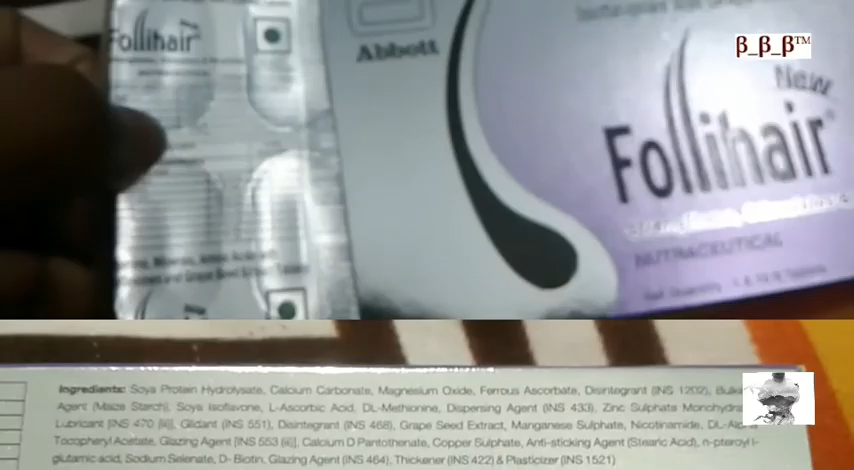 β_β_β™
Follihair
Abbott
New
Follihair
NUTRACEUTICAL
Ingredients: Soya Protein Hydrolysate, Calcium Carbonate, Magnesium Oxide, Ferrous Ascorbate, Disintegrant (INS 1202),
Agent (Maize Starch), Soya Isoflavone, L-Ascorbic Acid, DL-Methionine, Dispersing Agent (INS 433), Zinc Sulphate
Lubricant [INS 470 (iii)], Glidant (INS 551), Disintegrant (INS 468), Grape Seed Extract, Manganese Sulphate, Nicotinamide,
Tocopheryl Acetate, Glazing Agent [INS 553 (iii)], Calcium D Pantothenate, Copper Sulphate, Anti-sticking Agent (Stearic Acid), n-pteroyl l-
glutamic acid, Sodium Selenate, D- Biotin, Glazing Agent (INS 464), Thickener (INS 422) & Plasticizer (INS 1521)